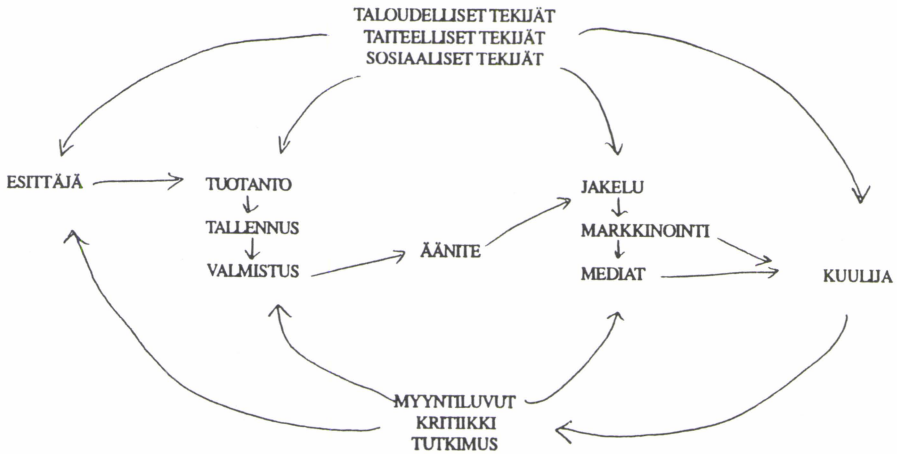 TALOUDELLISET TEKIJÄT
TAITEELLISET TEKIJÄT
SOSIAALISET TEKIJÄT
ESITTÄJÄ
TUOTANTO
TALLENNUS
VALMISTUS
ÄÄNITE
JAKELU
MARKKINOINTI
MEDIAT
KUULIJA
MYYNTILUVUT
KRITIIKKI
TUTKIMUS